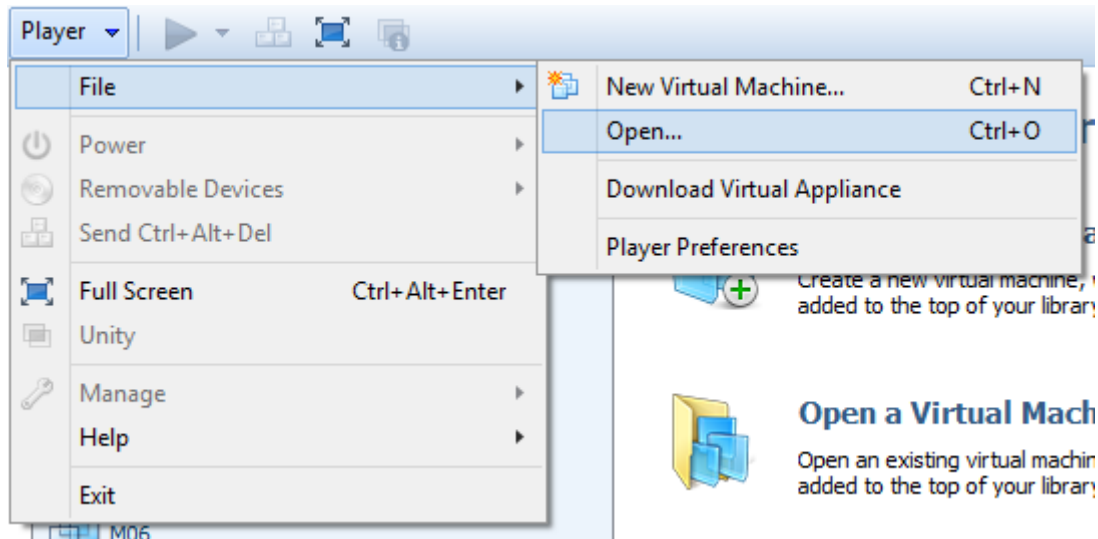 Player
File
New Virtual Machine... Ctrl+N
Open... Ctrl+O
Power
Removable Devices
Download Virtual Appliance
Send Ctrl+Alt+Del
Player Preferences
Full Screen Ctrl+Alt+Enter
Create a new virtual machine,
added to the top of your library
Unity
Manage
Help
Open a Virtual Mach
Open an existing virtual machin
added to the top of your library
Exit
M06